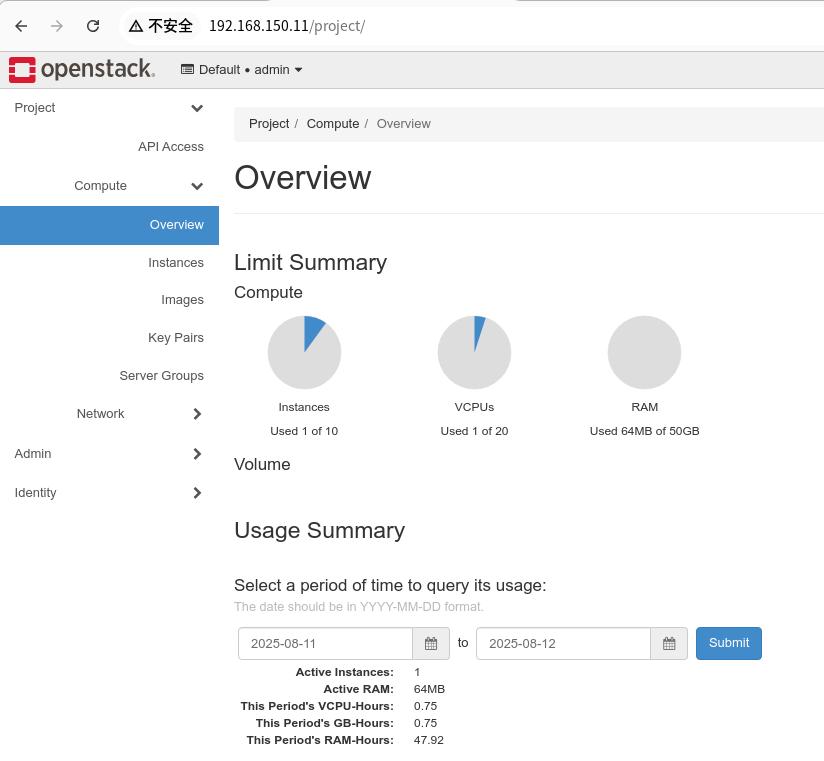 不安全 192.168.150.11/project/
openstack. Default • admin
Project
API Access
Compute
Overview
Instances
Images
Key Pairs
Server Groups
Network
Admin
Identity
Project / Compute / Overview
Overview
Limit Summary
Compute
Instances
Used 1 of 10
VCPUs
Used 1 of 20
RAM
Used 64MB of 50GB
Volume
Usage Summary
Select a period of time to query its usage:
The date should be in YYYY-MM-DD format.
2025-08-11 to 2025-08-12 Submit
Active Instances: 1
Active RAM: 64MB
This Period's VCPU-Hours: 0.75
This Period's GB-Hours: 0.75
This Period's RAM-Hours: 47.92